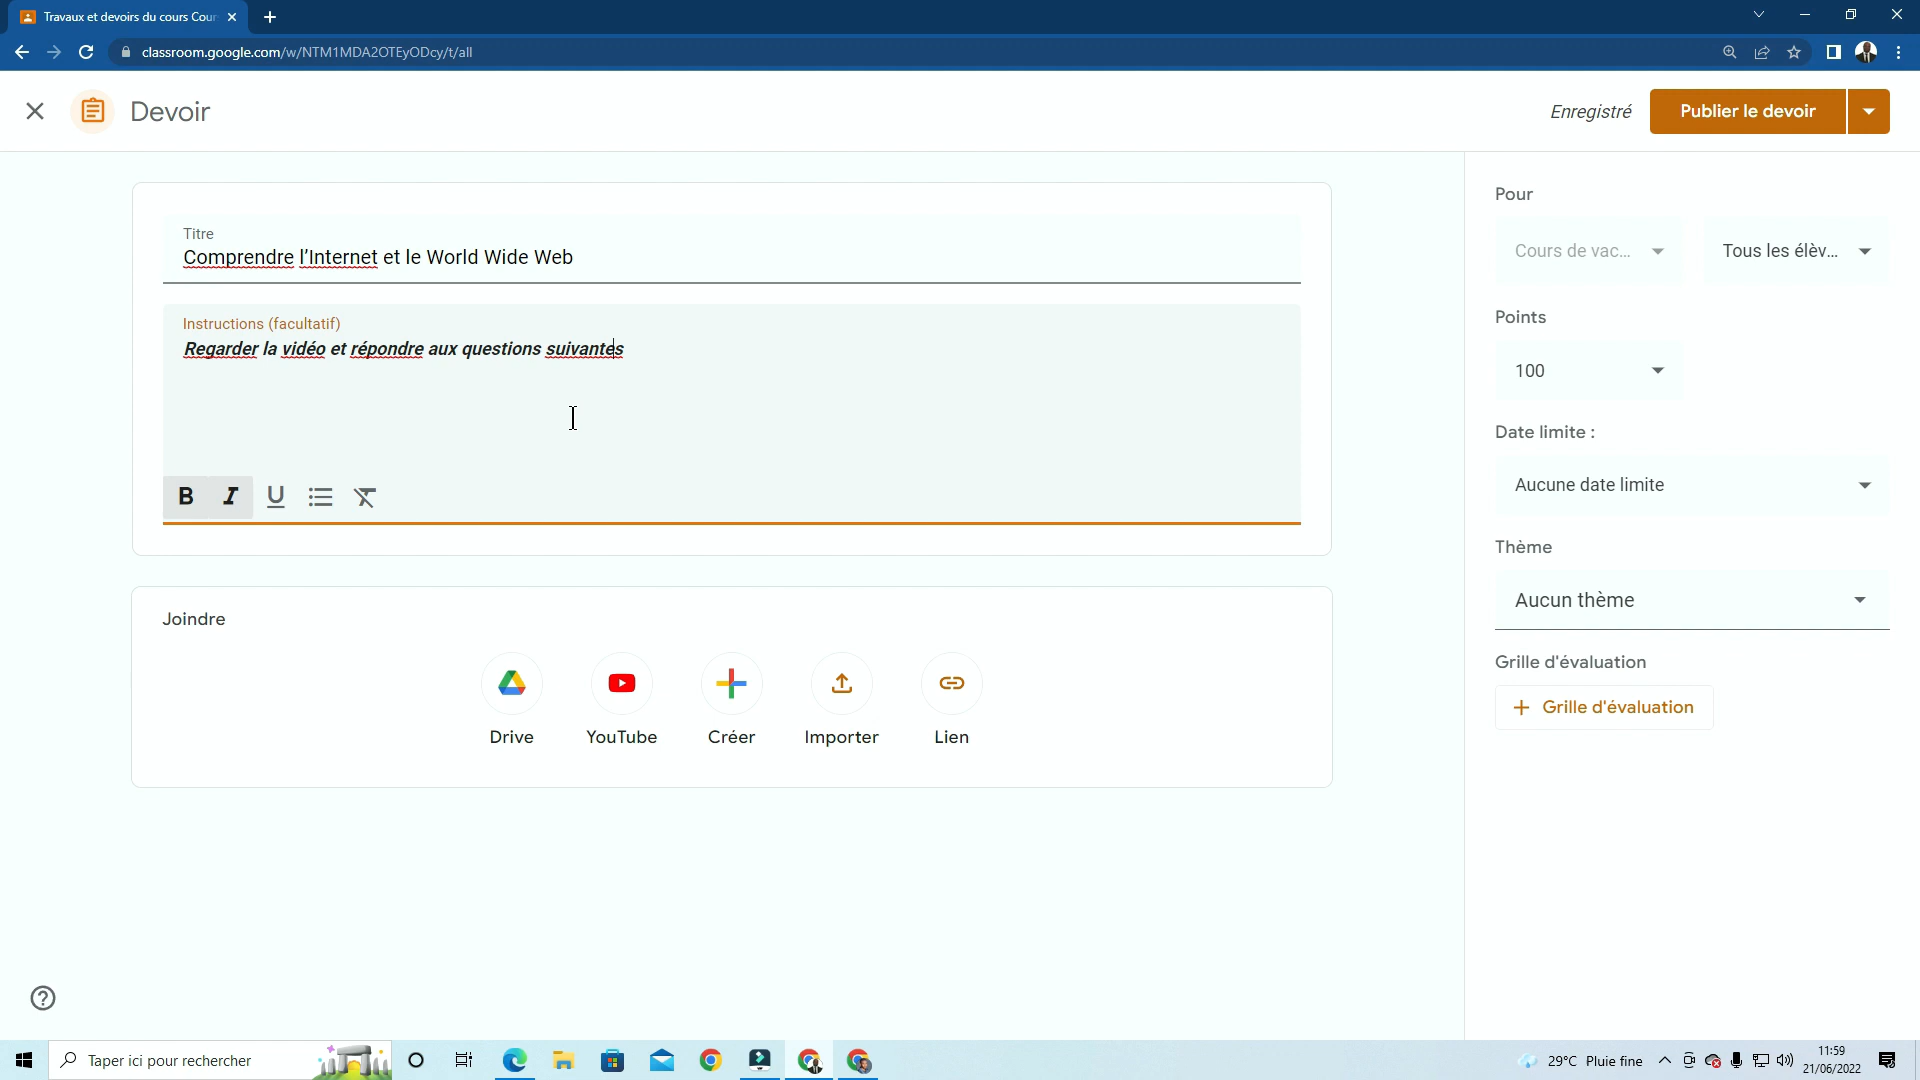 Travaux et devoirs du cours Cour
classroom.google.com/w/NTM1MDA2OTEyODcy/t/all
Devoir
Enregistré
Publier le devoir
Titre
Comprendre l'Internet et le World Wide Web
Instructions (facultatif)
Regarder la vidéo et répondre aux questions suivantes
B I U
Joindre
Drive
YouTube
Créer
Importer
Lien
Pour
Cours de vac...
Tous les élèv...
Points
100
Date limite :
Aucune date limite
Thème
Aucun thème
Grille d'évaluation
Grille d'évaluation
Taper ici pour rechercher
29°C Pluie fine
11:59
21/06/2022